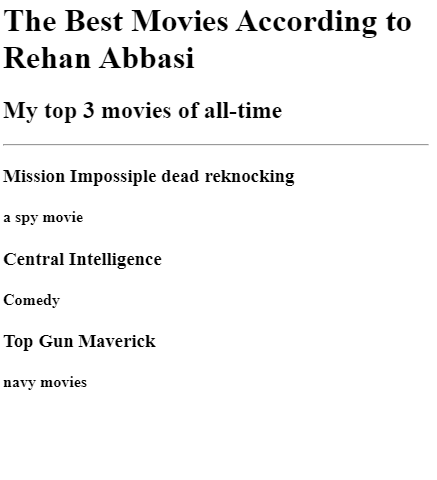 The Best Movies According to
Rehan Abbasi
My top 3 movies of all-time
Mission Impossiple dead reknocking
a spy movie
Central Intelligence
Comedy
Top Gun Maverick
navy movies